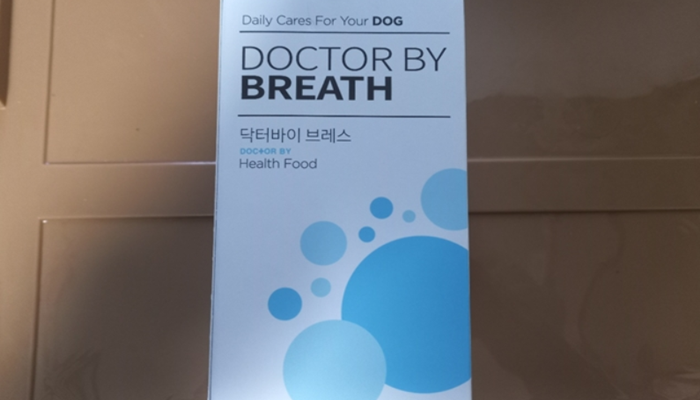 Daily Cares For Your DOG
DOCTOR BY
BREATH
닥터바이 브레스
DOCTOR BY
Health Food